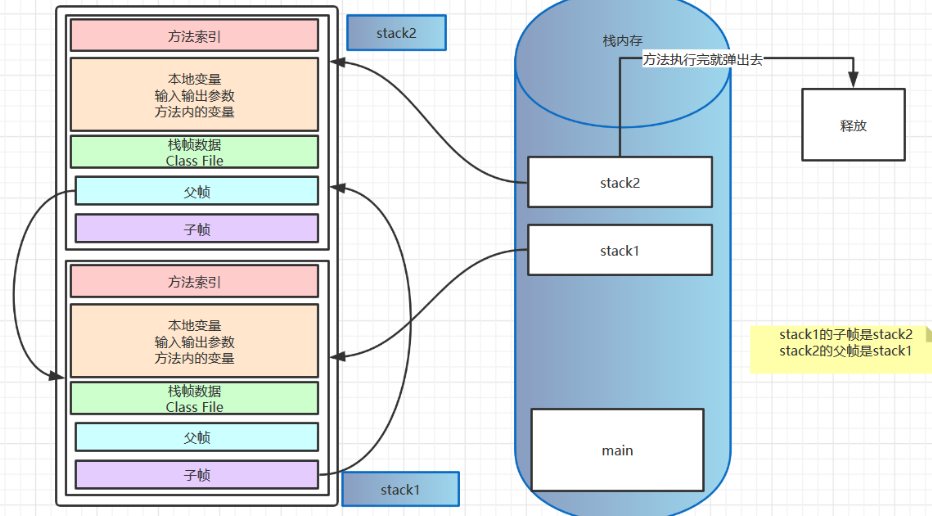 方法索引
本地变量
输入输出参数
方法内的变量
栈帧数据
Class File
父帧
子帧
stack2
方法索引
本地变量
输入输出参数
方法内的变量
栈帧数据
Class File
父帧
子帧
stack1
栈内存
方法执行完就弹出去
释放
stack2
stack1
main
stack1的子帧是stack2
stack2的父帧是stack1